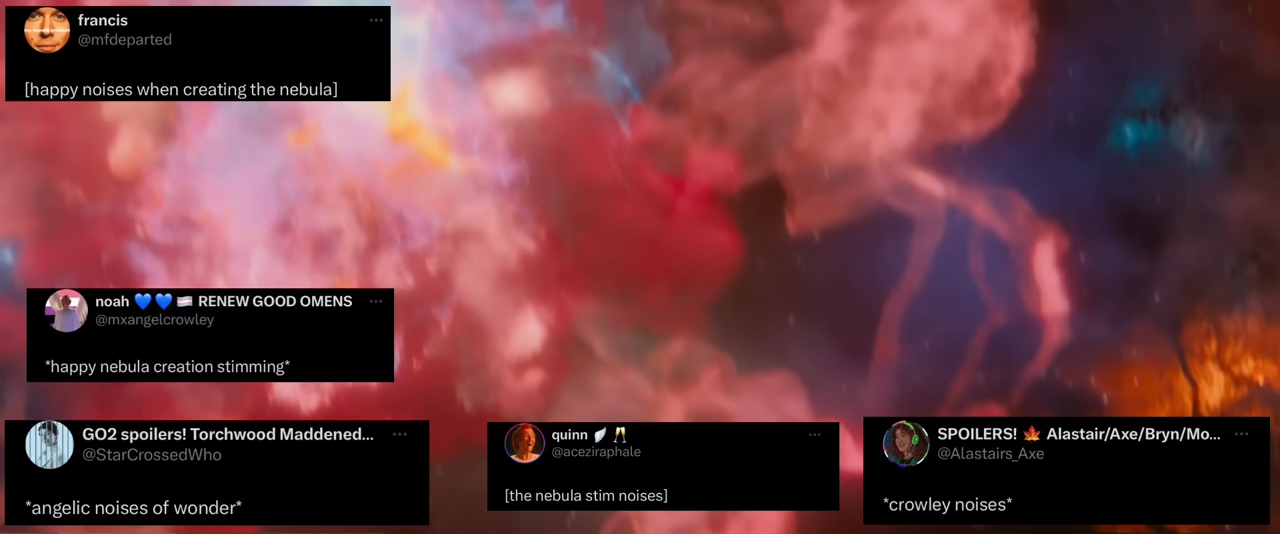 francis
@mfdeparted
[happy noises when creating the nebula]
noah 💙 💙 🏳️‍⚧️ RENEW GOOD OMENS
@mxangelcrowley
*happy nebula creation stimming*
GO2 spoilers! Torchwood Maddened...
@StarCrossedWho
*angelic noises of wonder*
quinn 🪽 🥂
@aceziraphale
[the nebula stim noises]
SPOILERS! 🍁 Alastair/Axe/Bryn/Mo...
@Alastairs_Axe
*crowley noises*